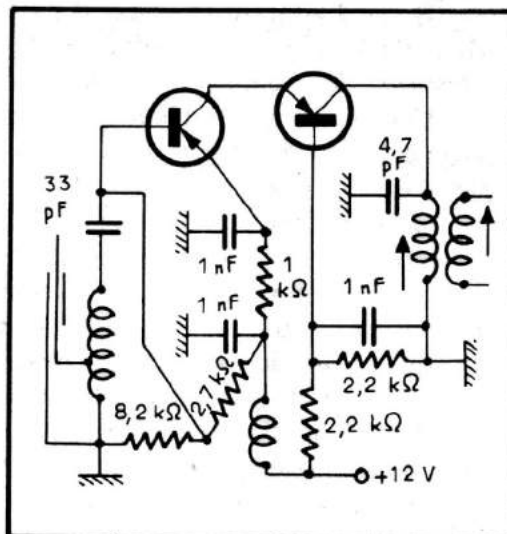 4,7
pF
33
pF
1 nF
1
kΩ
1 nF
1 nF
2,7 kΩ
2,2 kΩ
8,2 kΩ
2,2 kΩ
+12 V